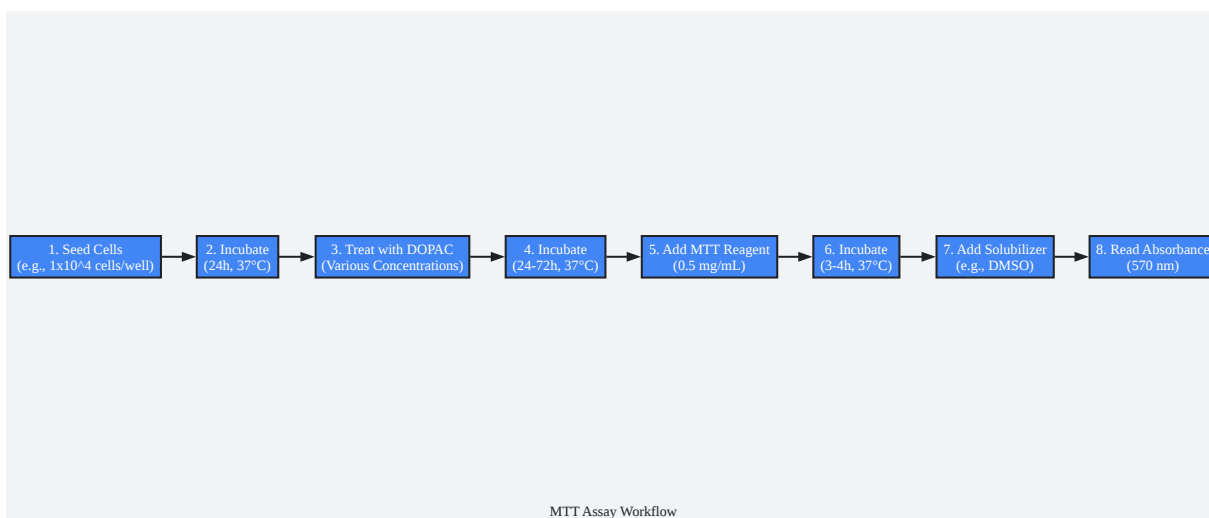 1. Seed Cells
(e.g., 1x10^4 cells/well)
2. Incubate
(24h, 37°C)
3. Treat with DOPAC
(Various Concentrations)
4. Incubate
(24-72h, 37°C)
5. Add MTT Reagent
(0.5 mg/mL)
6. Incubate
(3-4h, 37°C)
7. Add Solubilizer
(e.g., DMSO)
8. Read Absorbance
(570 nm)
MTT Assay Workflow